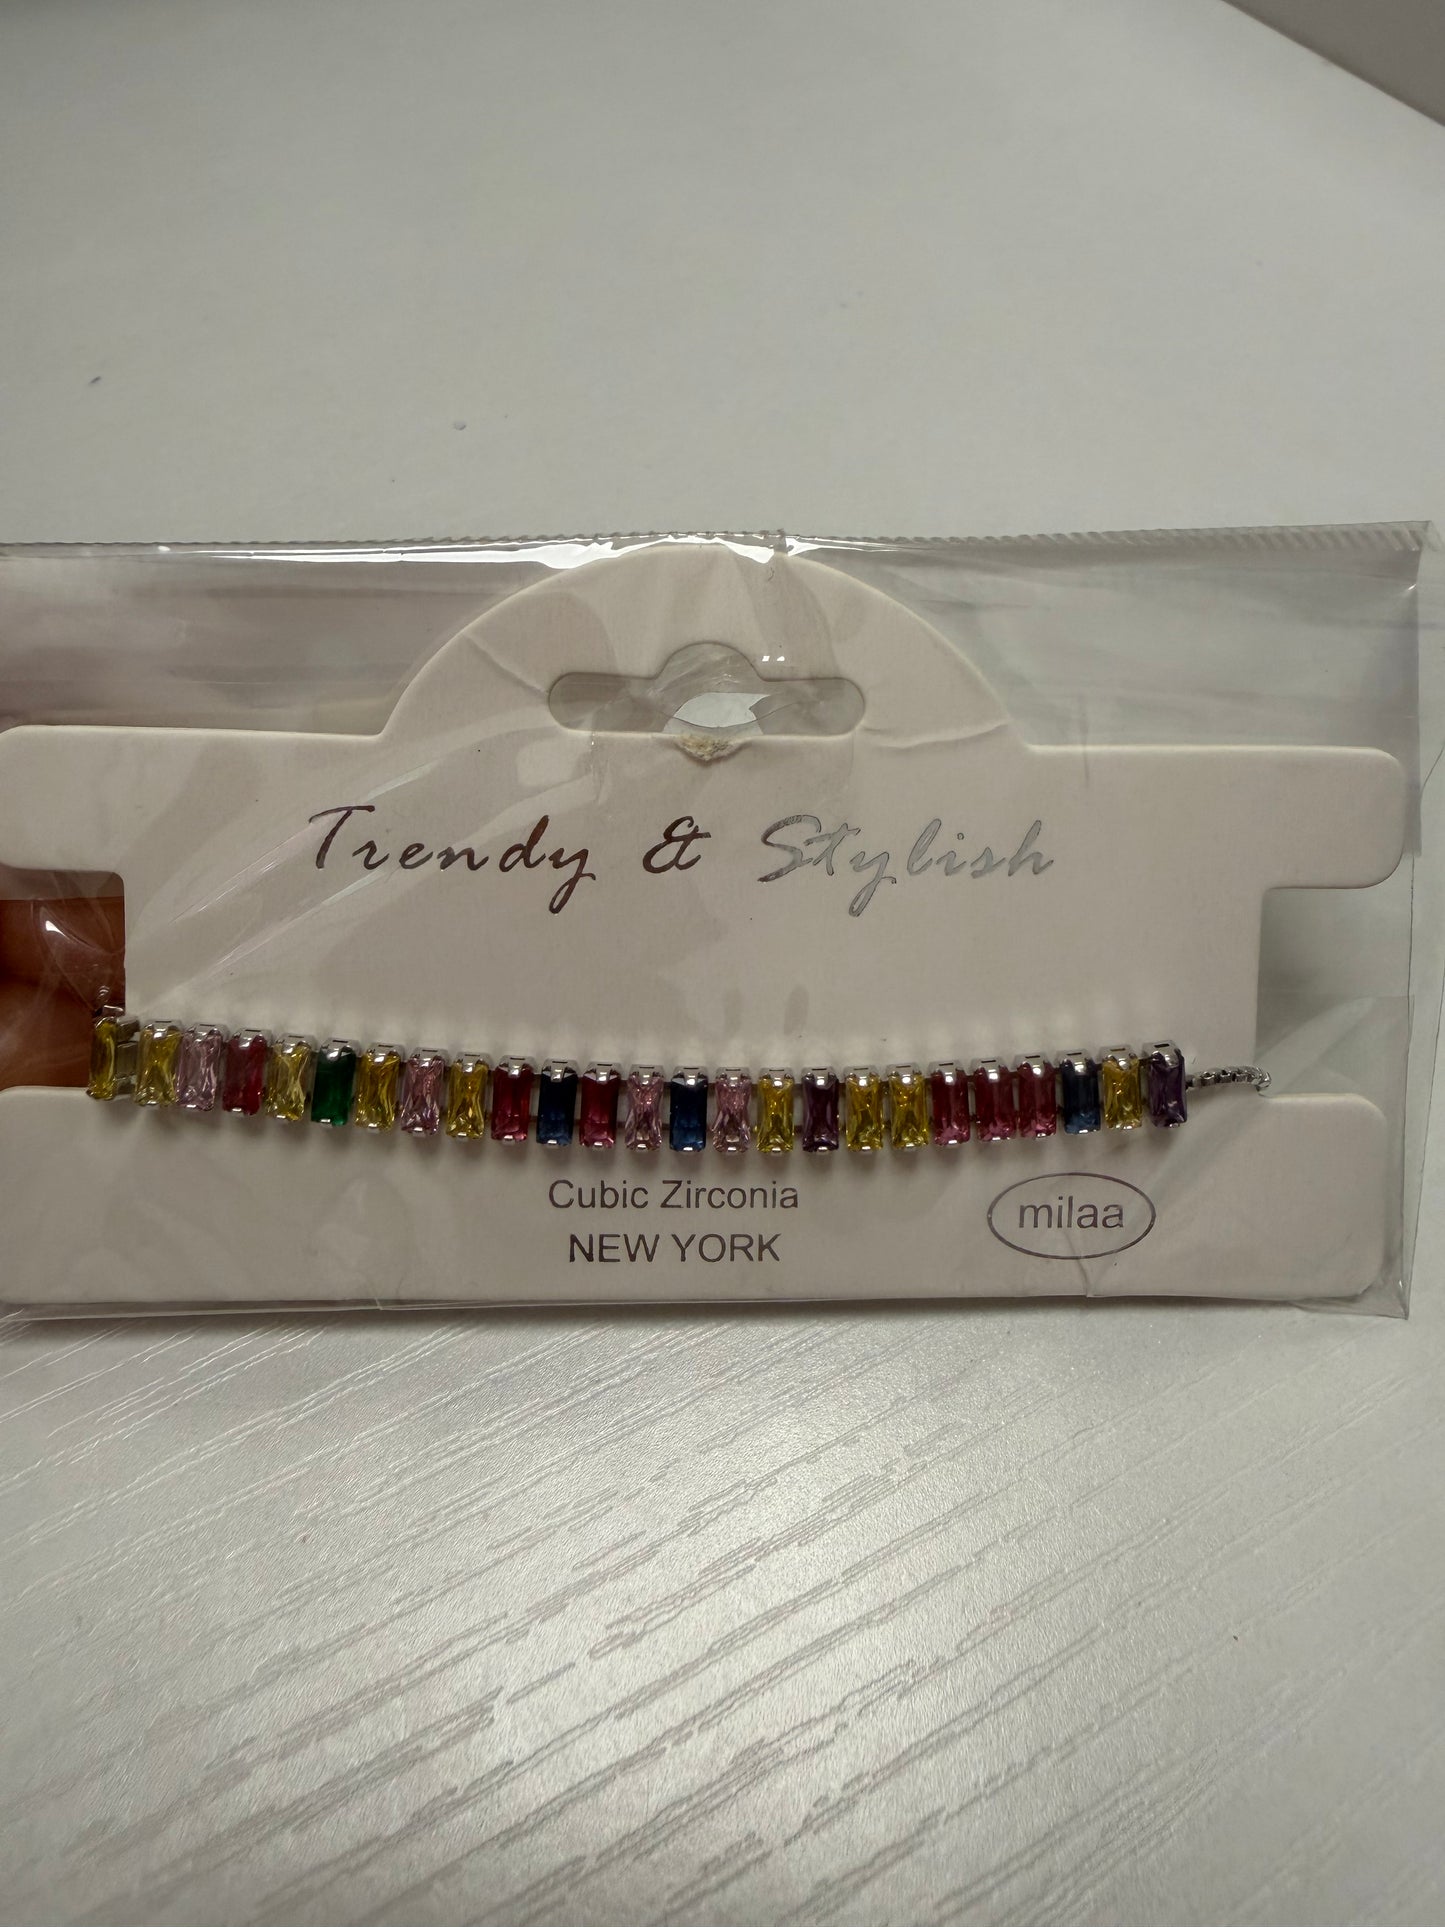 Trendy & Stylish
Cubic Zirconia
NEW YORK
milaa